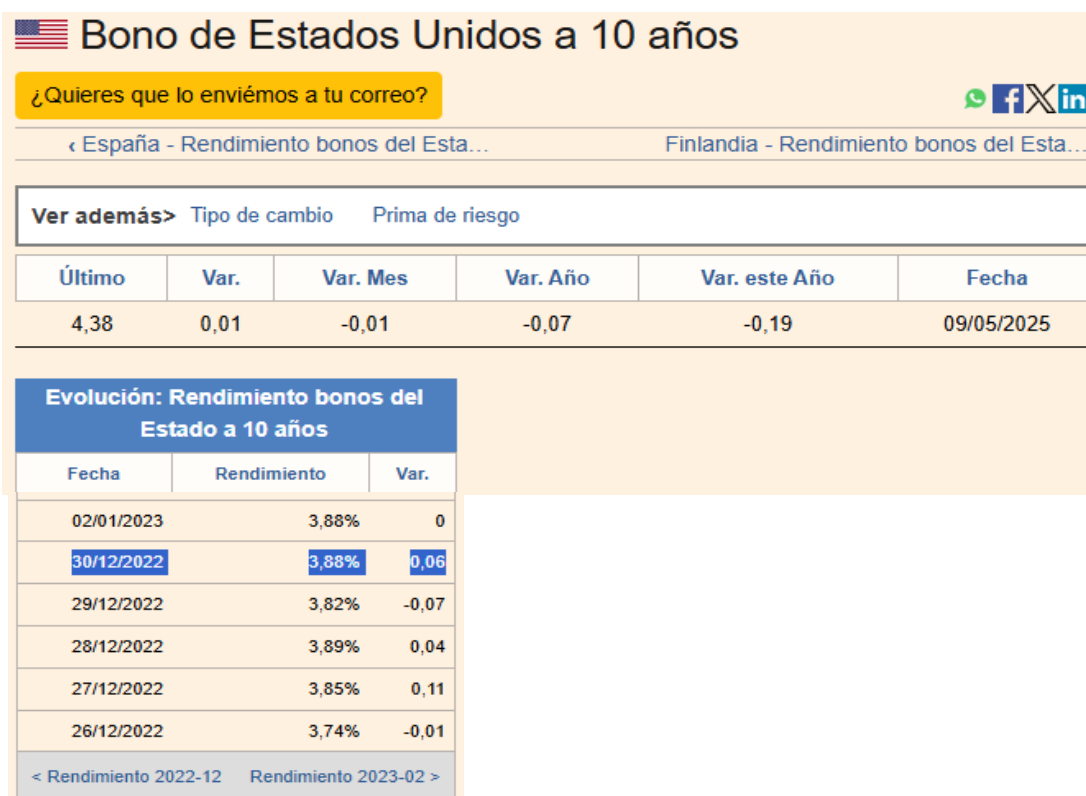 Bono de Estados Unidos a 10 años
¿Quieres que lo enviémos a tu correo?
f X in
‹ España - Rendimiento bonos del Esta... Finlandia - Rendimiento bonos del Esta...
Ver además> Tipo de cambio Prima de riesgo
Último Var. Var. Mes Var. Año Var. este Año Fecha
4,38 0,01 -0,01 -0,07 -0,19 09/05/2025
Evolución: Rendimiento bonos del
Estado a 10 años
Fecha Rendimiento Var.
02/01/2023 3,88% 0
30/12/2022 3,88% 0,06
29/12/2022 3,82% -0,07
28/12/2022 3,89% 0,04
27/12/2022 3,85% 0,11
26/12/2022 3,74% -0,01
< Rendimiento 2022-12 Rendimiento 2023-02 >